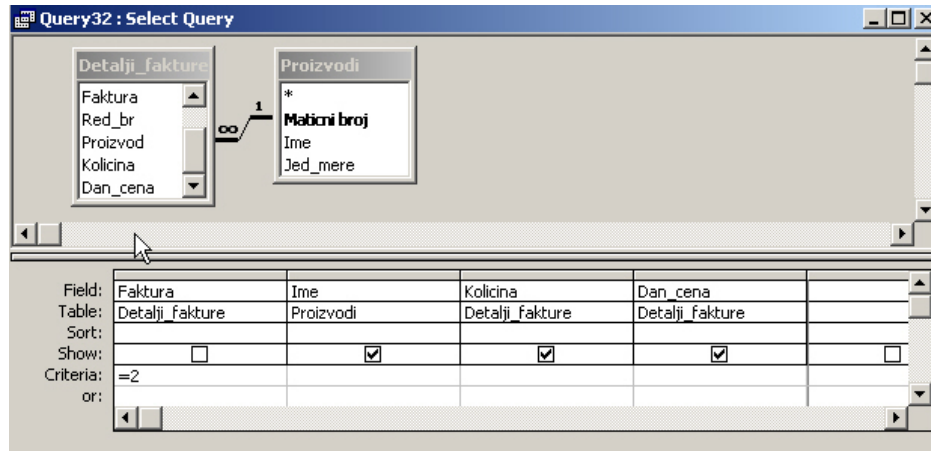 Query32 : Select Query
Detalji_fakture
Faktura
Red_br
Proizvod
Kolicina
Dan_cena
∞
1
Proizvodi
*
Maticni broj
Ime
Jed_mere
Field: Faktura Ime Kolicina Dan_cena
Table: Detalji_fakture Proizvodi Detalji_fakture Detalji_fakture
Sort:
Show:
Criteria: =2
or: